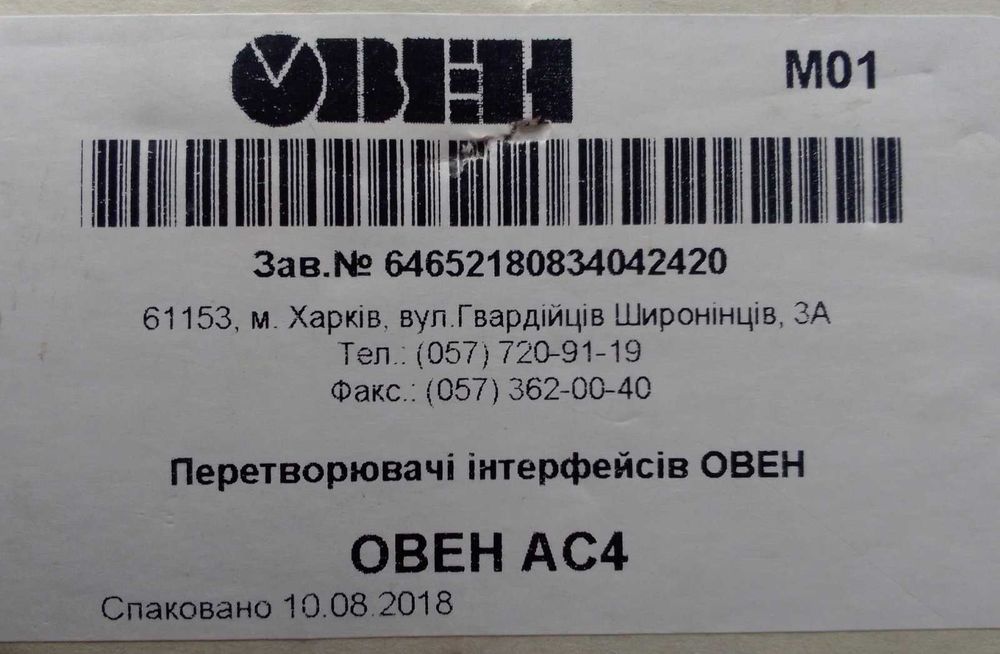 ОВЕН
М01
Зав.№ 64652180834042420
61153, м. Харків, вул.Гвардійців Широнінців, 3А
Тел.: (057) 720-91-19
Факс.: (057) 362-00-40
Перетворювачі інтерфейсів ОВЕН
ОВЕН АС4
Спаковано 10.08.2018